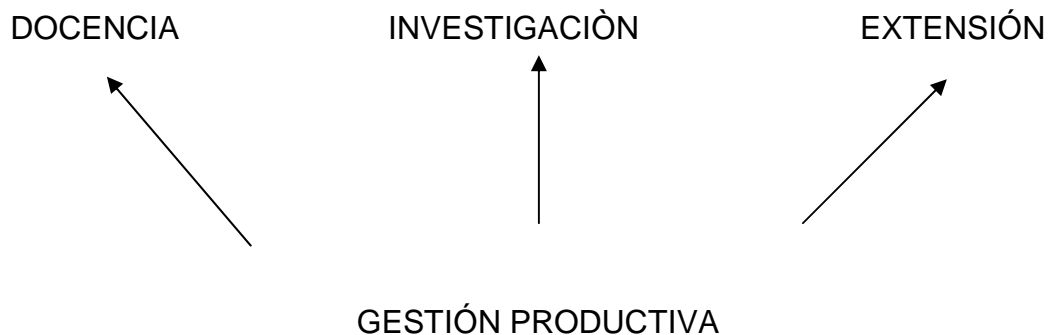 DOCENCIA INVESTIGACIÒN EXTENSIÓN
GESTIÓN PRODUCTIVA